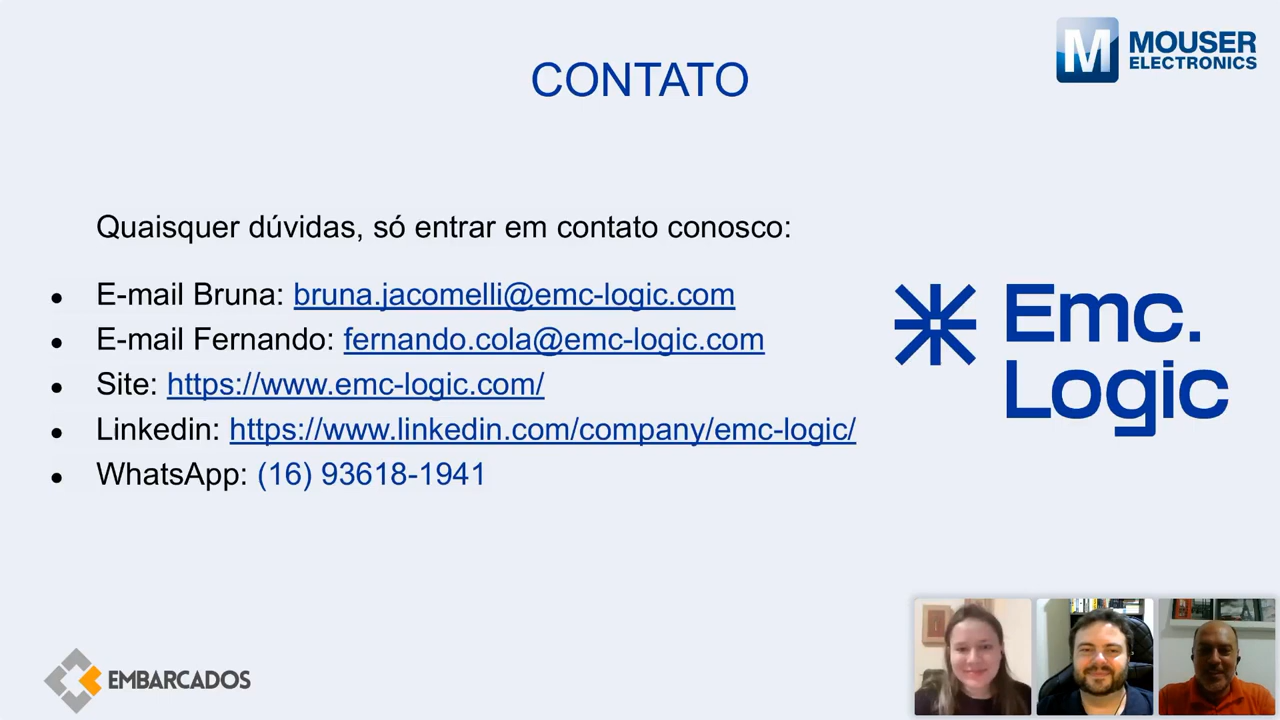 CONTATO
M MOUSER
ELECTRONICS
Quaisquer dúvidas, só entrar em contato conosco:
● E-mail Bruna: bruna.jacomelli@emc-logic.com
● E-mail Fernando: fernando.cola@emc-logic.com
● Site: https://www.emc-logic.com/
● Linkedin: https://www.linkedin.com/company/emc-logic/
● WhatsApp: (16) 93618-1941
Emc.
Logic
EMBARCADOS